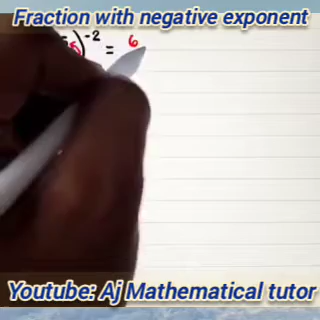 Fraction with negative exponent
)⁻² = 6
Youtube: Aj Mathematical tutor